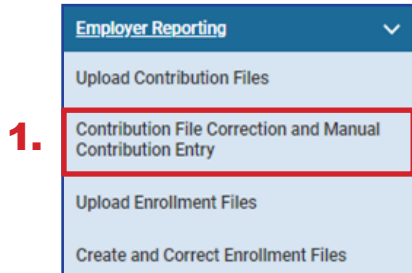 Employer Reporting
Upload Contribution Files
1.
Contribution File Correction and Manual
Contribution Entry
Upload Enrollment Files
Create and Correct Enrollment Files